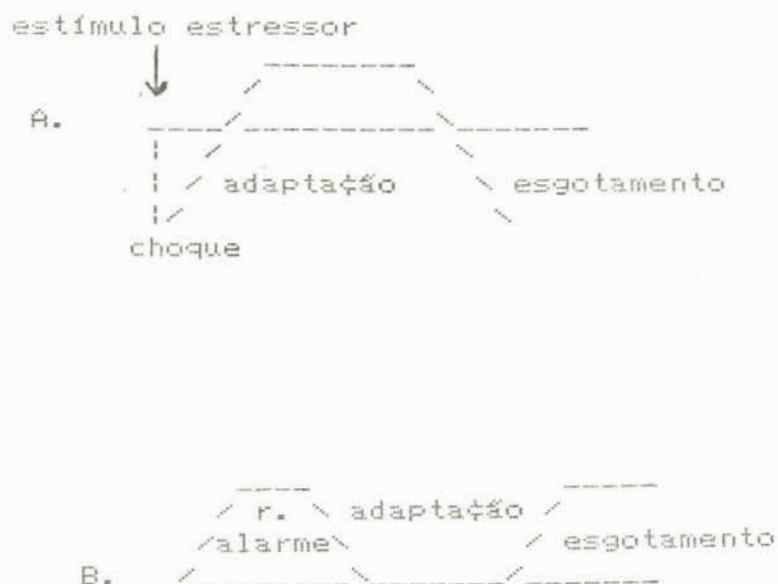 estímulo estressor
A.
adaptação esgotamento
choque
r. adaptação
alarme esgotamento
B.